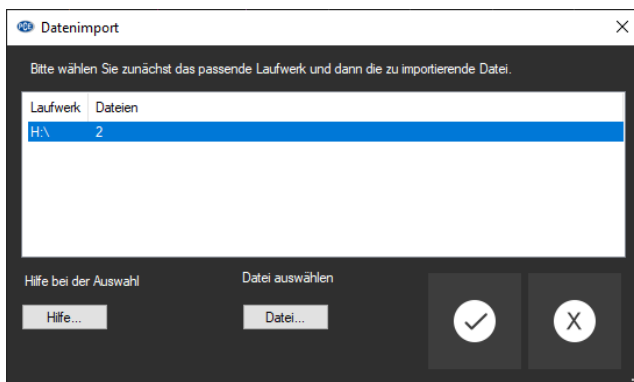 PCE Datenimport
Bitte wählen Sie zunächst das passende Laufwerk und dann die zu importierende Datei.
Laufwerk Dateien
H:\ 2
Hilfe bei der Auswahl Datei auswählen
Hilfe... Datei...
X